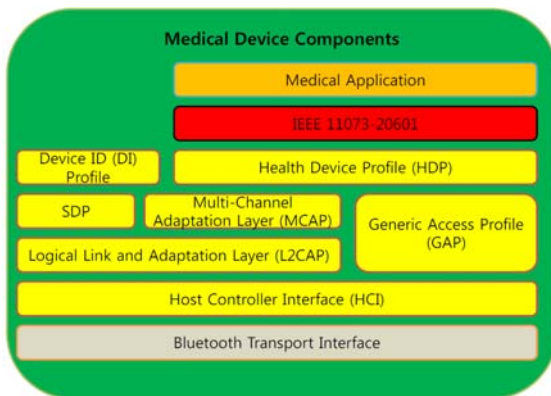 Medical Device Components
Medical Application
IEEE 11073-20601
Device ID (DI)
Profile
Health Device Profile (HDP)
SDP
Multi-Channel
Adaptation Layer (MCAP)
Generic Access Profile
(GAP)
Logical Link and Adaptation Layer (L2CAP)
Host Controller Interface (HCI)
Bluetooth Transport Interface